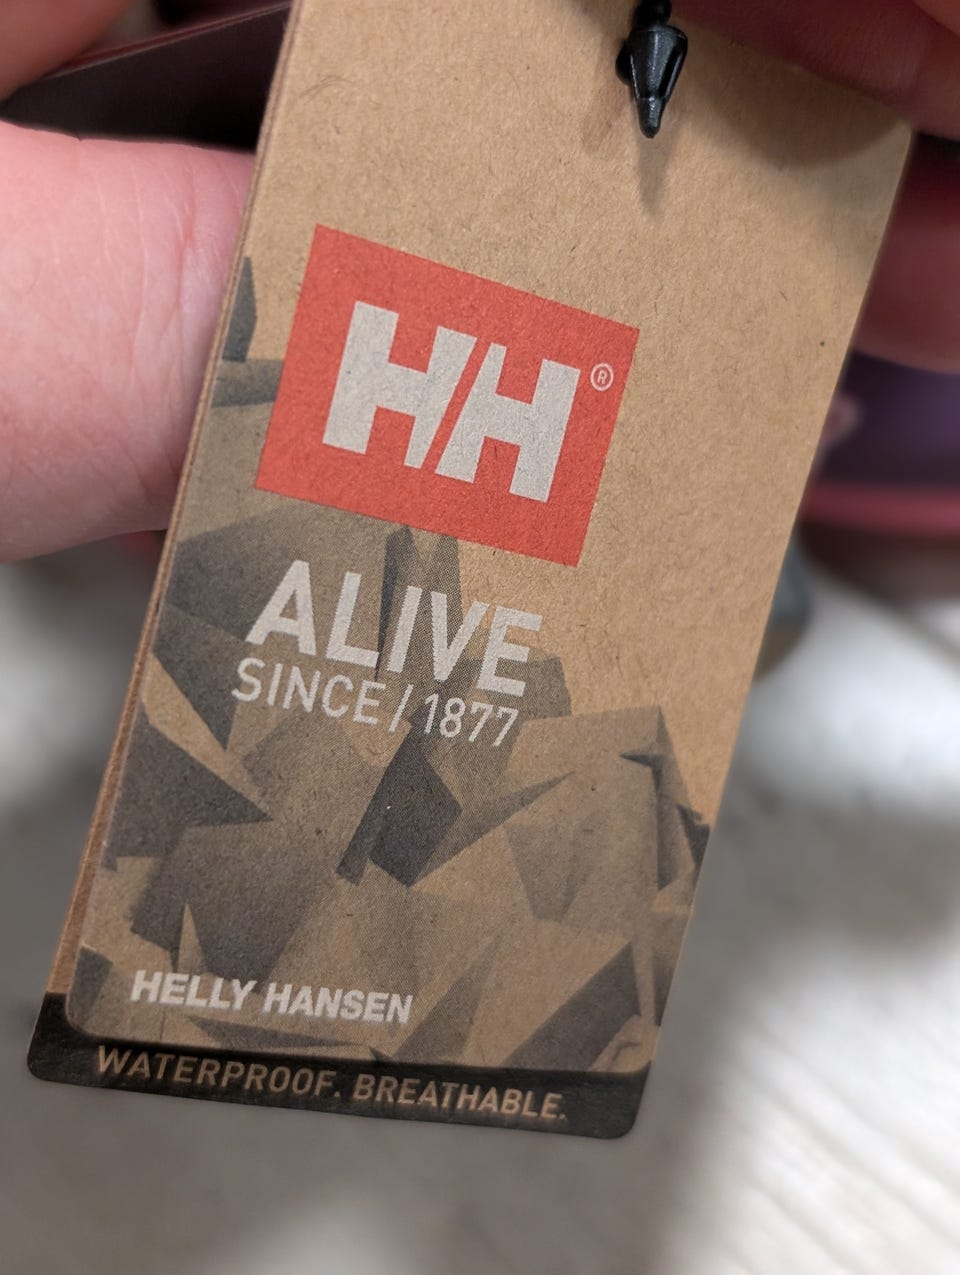 HH®
ALIVE
SINCE/1877
HELLY HANSEN
WATERPROOF. BREATHABLE.